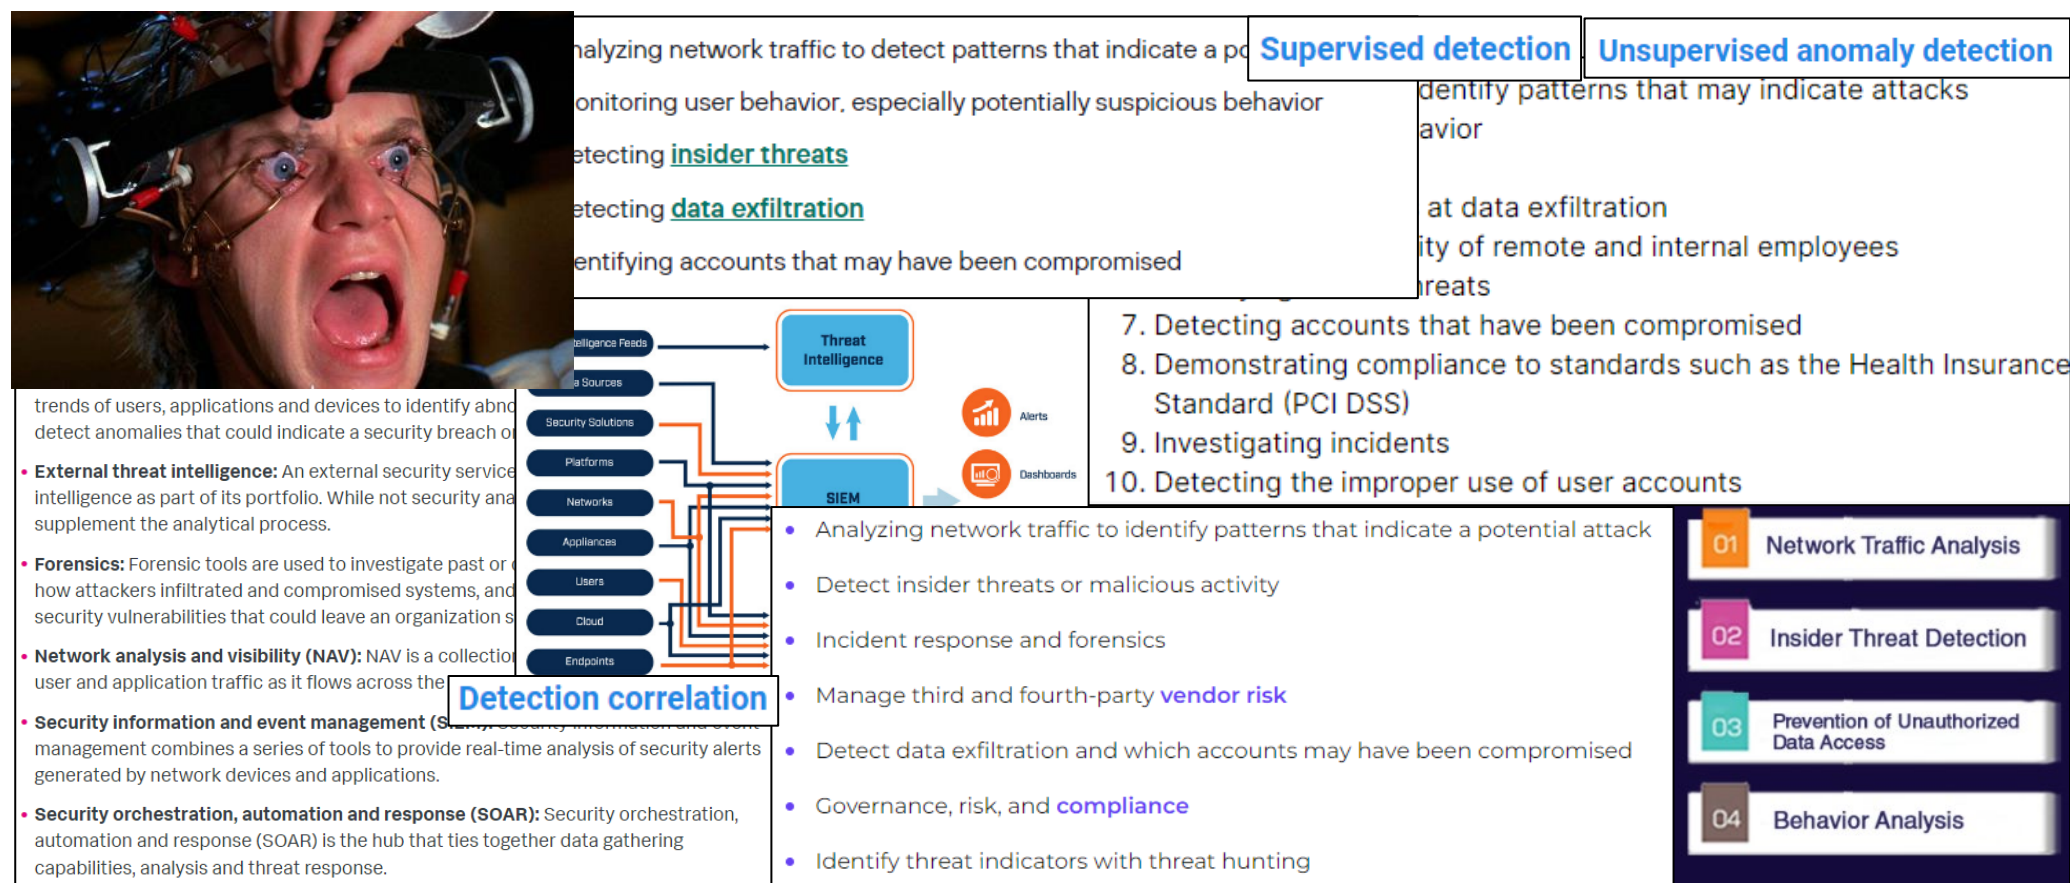 nalyzing network traffic to detect patterns that indicate a po
onitoring user behavior, especially potentially suspicious behavior
etecting insider threats
etecting data exfiltration
entifying accounts that may have been compromised
Supervised detection
Unsupervised anomaly detection
dentify patterns that may indicate attacks
avior
at data exfiltration
ity of remote and internal employees
reats
7. Detecting accounts that have been compromised
8. Demonstrating compliance to standards such as the Health Insurance
Standard (PCI DSS)
9. Investigating incidents
10. Detecting the improper use of user accounts
telligence Feeds
Sources
Security Solutions
Platforms
Networks
Appliances
Users
Cloud
Endpoints
Threat
Intelligence
SIEM
Alerts
Dashboards
trends of users, applications and devices to identify abno
detect anomalies that could indicate a security breach or
• External threat intelligence: An external security service
intelligence as part of its portfolio. While not security ana
supplement the analytical process.
• Forensics: Forensic tools are used to investigate past or
how attackers infiltrated and compromised systems, and
security vulnerabilities that could leave an organization s
• Network analysis and visibility (NAV): NAV is a collection
user and application traffic as it flows across the
• Security information and event management (SIEM): Security information and event
management combines a series of tools to provide real-time analysis of security alerts
generated by network devices and applications.
• Security orchestration, automation and response (SOAR): Security orchestration,
automation and response (SOAR) is the hub that ties together data gathering
capabilities, analysis and threat response.
Detection correlation
• Analyzing network traffic to identify patterns that indicate a potential attack
• Detect insider threats or malicious activity
• Incident response and forensics
• Manage third and fourth-party vendor risk
• Detect data exfiltration and which accounts may have been compromised
• Governance, risk, and compliance
• Identify threat indicators with threat hunting
01 Network Traffic Analysis
02 Insider Threat Detection
03 Prevention of Unauthorized
Data Access
04 Behavior Analysis